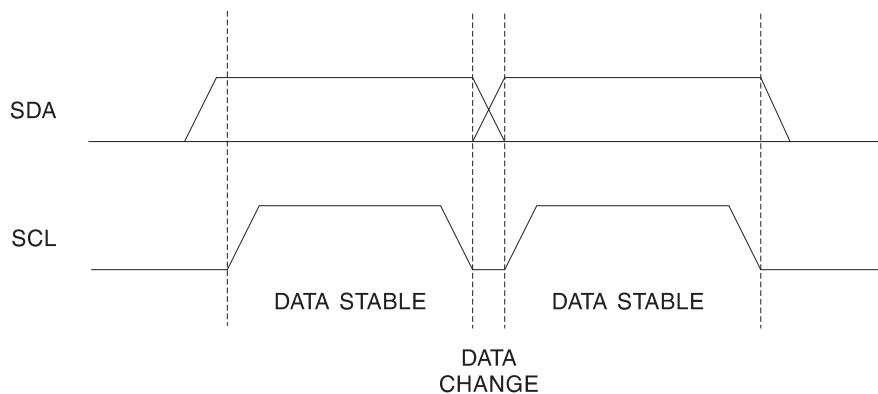 SDA
SCL
DATA STABLE
DATA STABLE
DATA
CHANGE